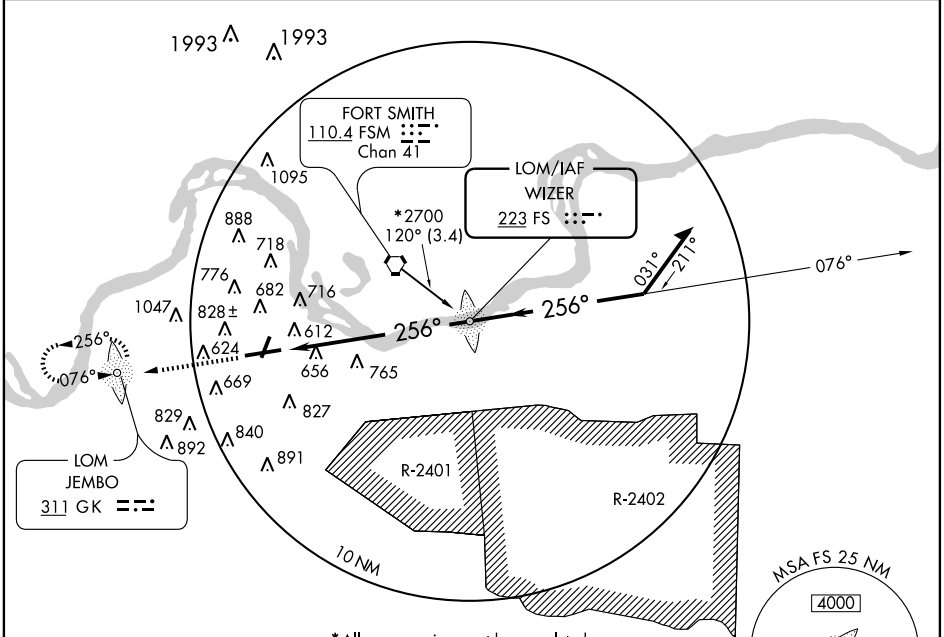 1993
1993
FORT SMITH
110.4 FSM
Chan 41
1095
LOM/IAF
WIZER
223 FS
*2700
120° (3.4)
888
718
776
682
716
1047
828±
612
624
656
765
669
827
829
892
840
891
256°
256°
031°
211°
076°
256°
076°
LOM
JEMBO
311 GK
R-2401
R-2402
10 NM
MSA FS 25 NM
4000